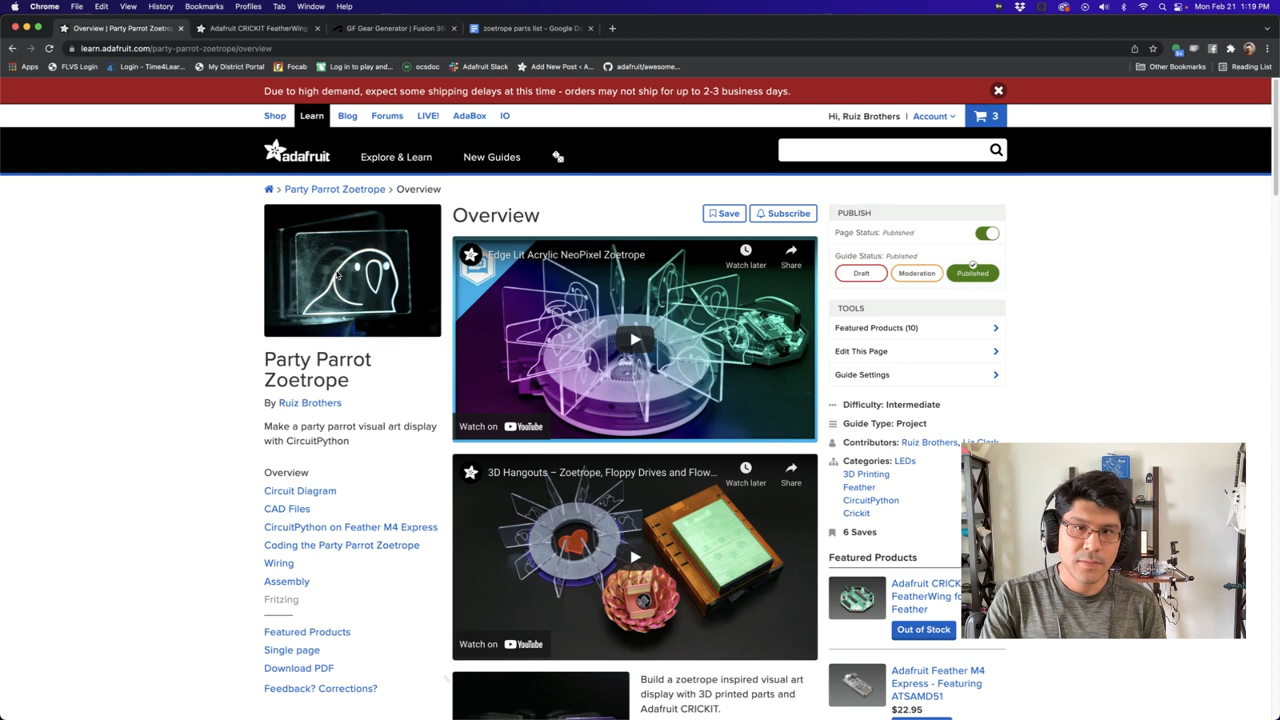 Chrome File Edit View History Bookmarks Profiles Tab Window Help
Mon Feb 21 1:19 PM
Overview | Party Parrot Zoetrop
Adafruit CRICKIT FeatherWing
GF Gear Generator | Fusion 36
zoetrope parts list - Google Do
learn.adafruit.com/party-parrot-zoetrope/overview
Apps FLVS Login Login - Time4Lear... My District Portal Focab Log in to play and... ocsdoc Adafruit Slack Add New Post ‹ A... adafruit/awesome... Other Bookmarks Reading List
Due to high demand, expect some shipping delays at this time - orders may not ship for up to 2-3 business days.
Shop Learn Blog Forums LIVE! AdaBox IO
Hi, Ruiz Brothers | Account 3
adafruit Explore & Learn New Guides
Party Parrot Zoetrope › Overview
Party Parrot
Zoetrope
By Ruiz Brothers
Make a party parrot visual art display
with CircuitPython
Overview
Circuit Diagram
CAD Files
CircuitPython on Feather M4 Express
Coding the Party Parrot Zoetrope
Wiring
Assembly
Fritzing
Featured Products
Single page
Download PDF
Feedback? Corrections?
Overview
Save Subscribe
Edge Lit Acrylic NeoPixel Zoetrope
Watch later Share
Watch on YouTube
3D Hangouts – Zoetrope, Floppy Drives and Flow...
Watch later Share
Watch on YouTube
Build a zoetrope inspired visual art
display with 3D printed parts and
Adafruit CRICKIT.
PUBLISH
Page Status: Published
Guide Status: Published
Draft Moderation Published
TOOLS
Featured Products (10)
Edit This Page
Guide Settings
Difficulty: Intermediate
Guide Type: Project
Contributors: Ruiz Brothers, Liz Clark
Categories: LEDs
3D Printing
Feather
CircuitPython
Crickit
6 Saves
Featured Products
Adafruit CRICK
FeatherWing fo
Feather
Out of Stock
Adafruit Feather M4
Express - Featuring
ATSAMD51
$22.95